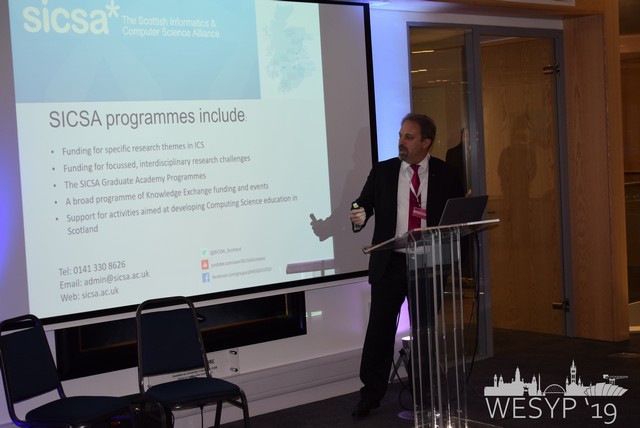 sicsa*
The Scottish Informatics &
Computer Science Alliance
SICSA programmes include
• Funding for specific research themes in ICS
• Funding for focussed, interdisciplinary research challenges
• The SICSA Graduate Academy Programmes
• A broad programme of Knowledge Exchange funding and events
• Support for activities aimed at developing Computing Science education in
Scotland
Tel: 0141 330 8626
Email: admin@sicsa.ac.uk
Web: sicsa.ac.uk
WESYP '19